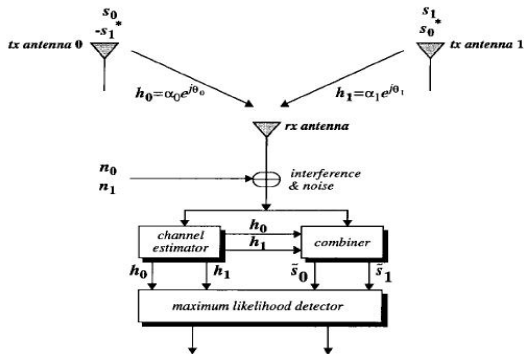 s₀ s₁
-s₁* s₀*
tx antenna 0 tx antenna 1
h₀=α₀e^jθ₀ h₁=α₁e^jθ₁
rx antenna
n₀
n₁
interference
& noise
channel
estimator
h₀
h₁
combiner
h₀ h₁ s̃₀ s̃₁
maximum likelihood detector